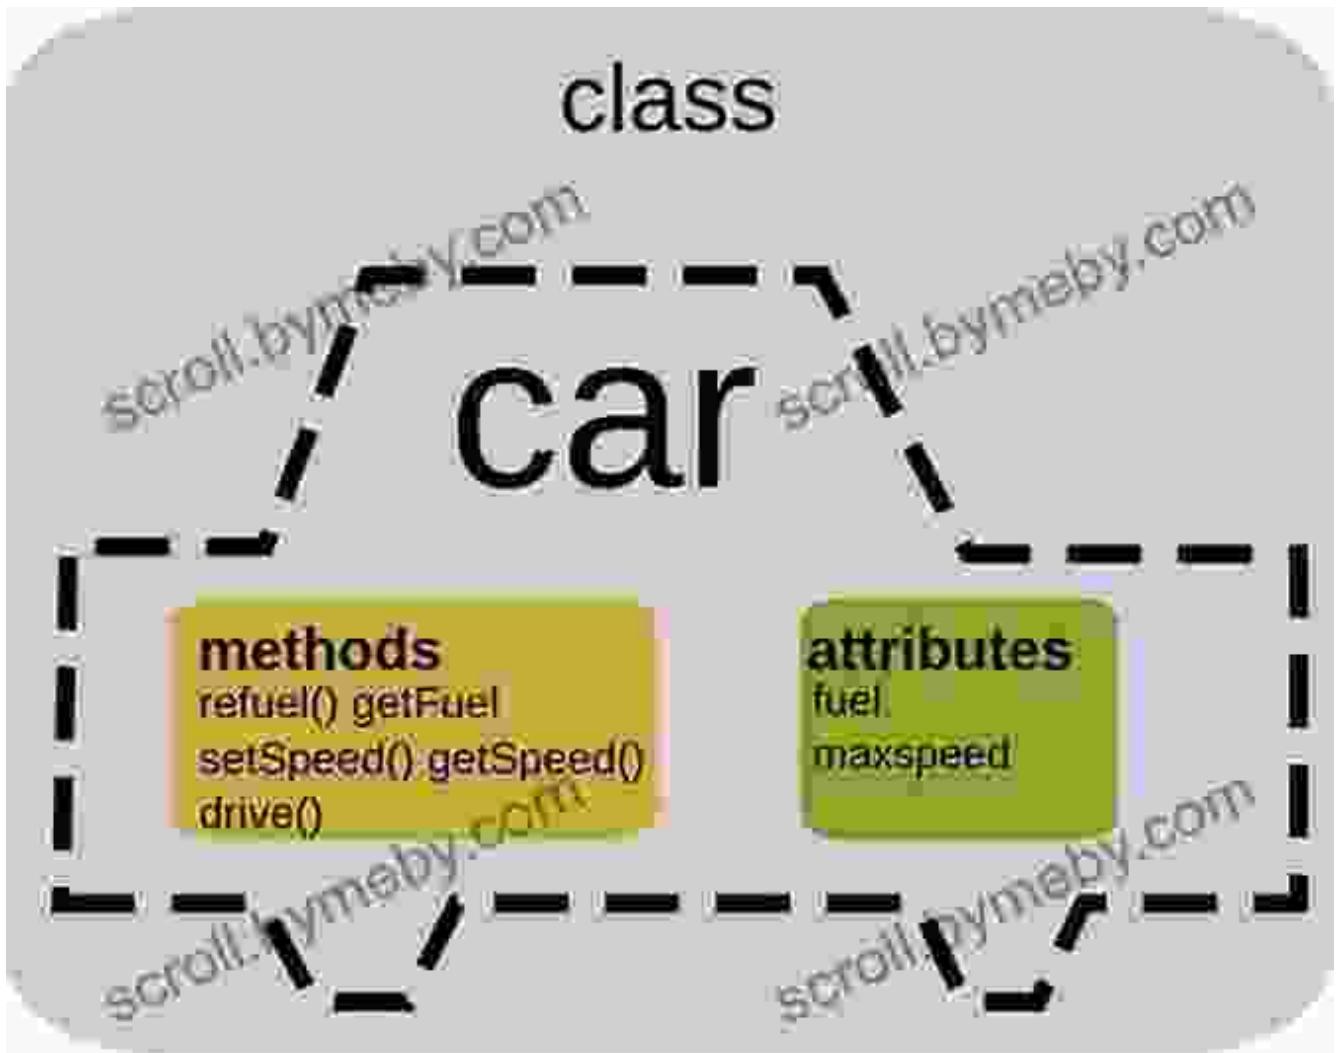 class
scroll.bymeby.com
scroll.bymeby.com
car
methods
refuel() getFuel
setSpeed() getSpeed()
drive()
attributes
fuel
maxspeed
scroll.bymeby.com
scroll.bymeby.com